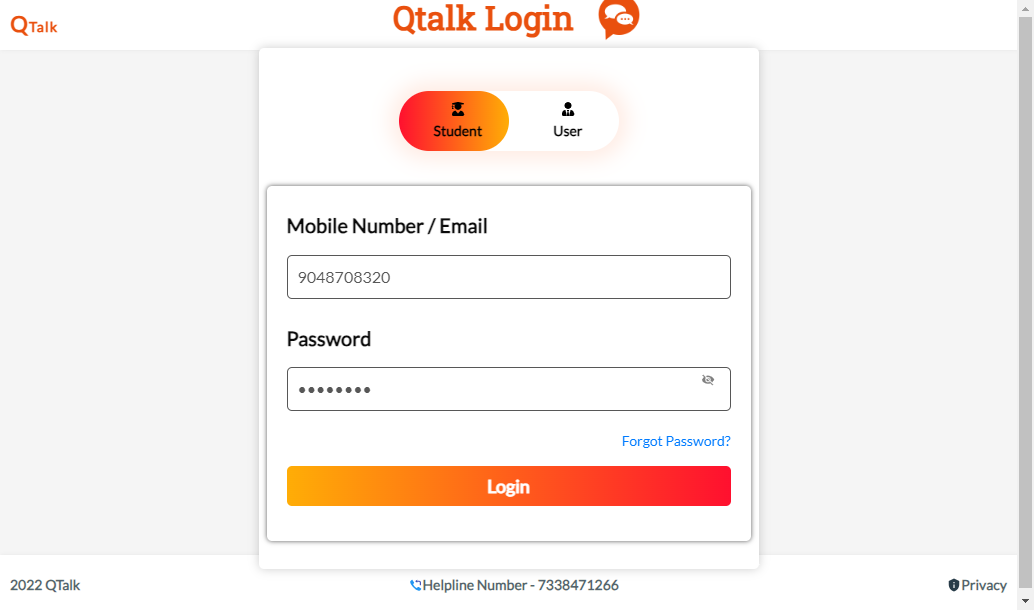 QTalk
Qtalk Login
Student
User
Mobile Number / Email
9048708320
Password
••••••••
Forgot Password?
Login
2022 QTalk
Helpline Number - 7338471266
Privacy